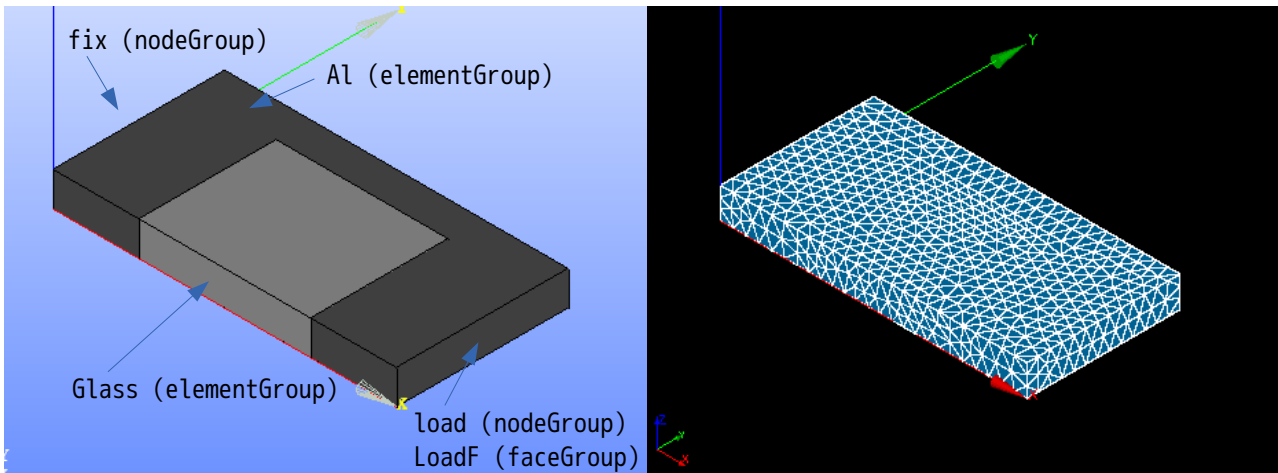 fix (nodeGroup)
Al (elementGroup)
Glass (elementGroup)
load (nodeGroup)
LoadF (faceGroup)
X
Y
Z
Y
X